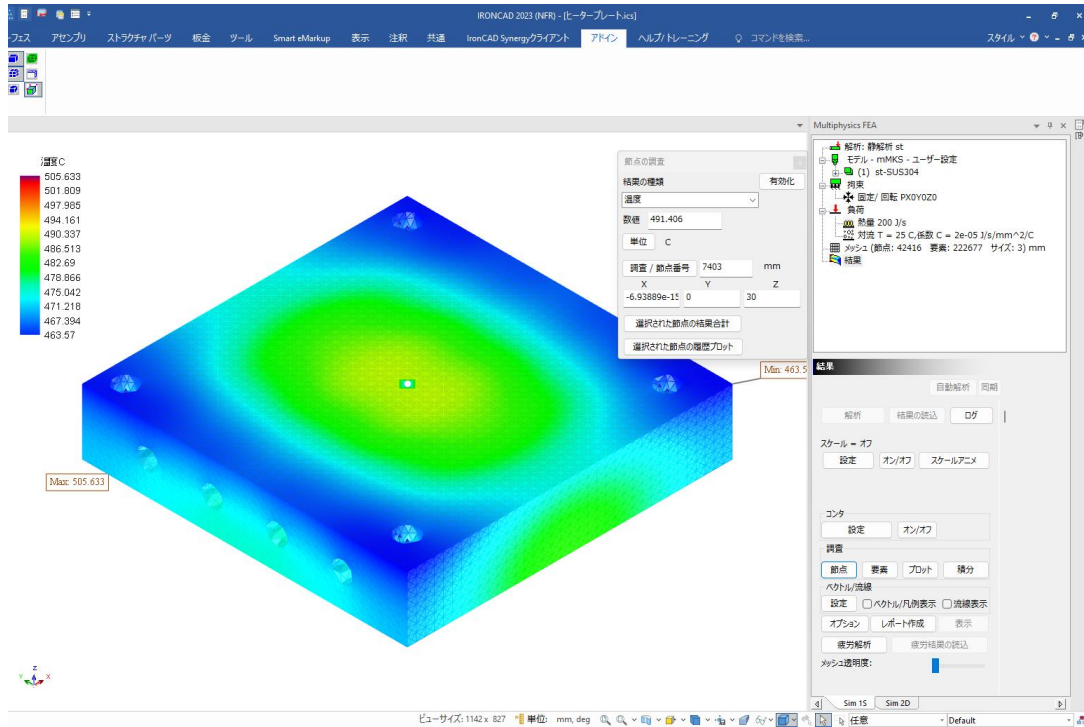 IRONCAD 2023 (NFR) - [ヒータープレート.ics]
アセンブリ ストラクチャ パーツ 板金 ツール Smart eMarkup 表示 注釈 共通 IronCAD Synergyクライアント アドイン ヘルプ/トレーニング コマンドを検索... スタイル
Multiphysics FEA
解析: 静解析 st
モデル - mMKS - ユーザー設定
(1) st-SUS304
拘束
固定/ 回転 PX0Y0Z0
負荷
熱量 200 J/s
対流 T = 25 C,係数 C = 2e-05 J/s/mm^2/C
メッシュ (節点: 42416 要素: 222677 サイズ: 3) mm
結果
温度 C
505.633
501.809
497.985
494.161
490.337
486.513
482.69
478.866
475.042
471.218
467.394
463.57
節点の調査
結果の種類 有効化
温度
数値 491.406
単位 C
調査 / 節点番号 7403 mm
X Y Z
-6.93889e-15 0 30
選択された節点の結果合計
選択された節点の履歴プロット
Min: 463.5
Max: 505.633
結果
自動解析 同期
解析 結果の読込 ログ
スケール = オフ
設定 オン/オフ スケールアニメ
コンタ
設定 オン/オフ
調査
節点 要素 プロット 積分
ベクトル/流線
設定 ベクトル/凡例表示 流線表示
オプション レポート作成 表示
疲労解析 疲労結果の読込
メッシュ透明度:
Sim 1S Sim 2D
Z
Y X
ビューサイズ: 1142 x 827 単位: mm, deg 任意 Default